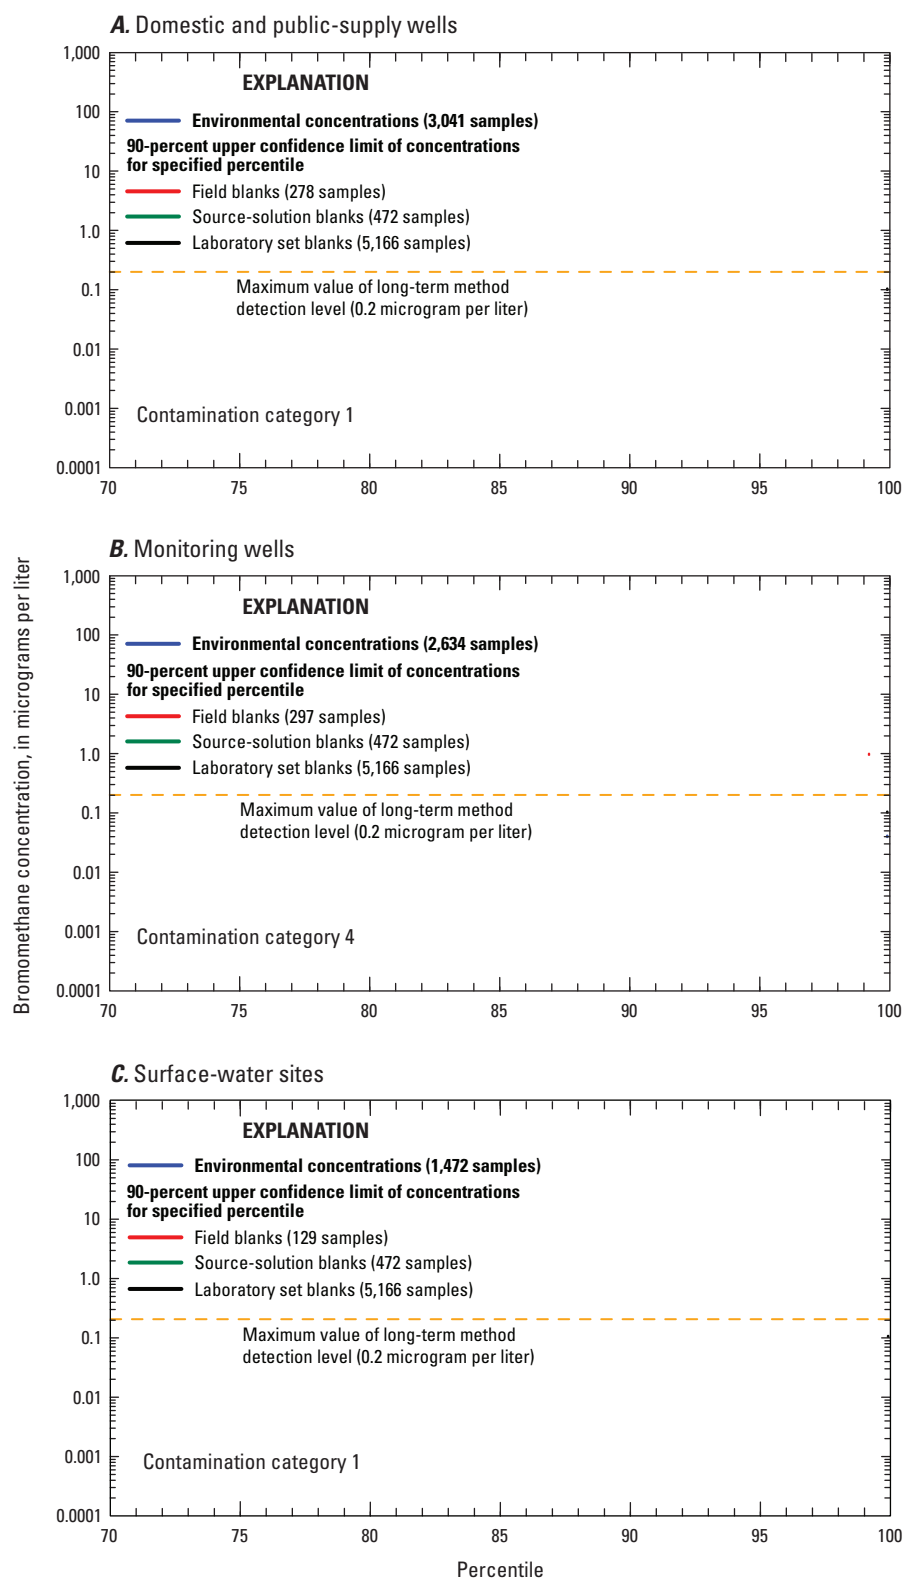 A. Domestic and public-supply wells
1,000
100
10
1.0
0.1
0.01
0.001
0.0001
EXPLANATION
Environmental concentrations (3,041 samples)
90-percent upper confidence limit of concentrations
for specified percentile
Field blanks (278 samples)
Source-solution blanks (472 samples)
Laboratory set blanks (5,166 samples)
Maximum value of long-term method
detection level (0.2 microgram per liter)
Contamination category 1
70 75 80 85 90 95 100
Bromomethane concentration, in micrograms per liter
B. Monitoring wells
1,000
100
10
1.0
0.1
0.01
0.001
0.0001
EXPLANATION
Environmental concentrations (2,634 samples)
90-percent upper confidence limit of concentrations
for specified percentile
Field blanks (297 samples)
Source-solution blanks (472 samples)
Laboratory set blanks (5,166 samples)
Maximum value of long-term method
detection level (0.2 microgram per liter)
Contamination category 4
70 75 80 85 90 95 100
C. Surface-water sites
1,000
100
10
1.0
0.1
0.01
0.001
0.0001
EXPLANATION
Environmental concentrations (1,472 samples)
90-percent upper confidence limit of concentrations
for specified percentile
Field blanks (129 samples)
Source-solution blanks (472 samples)
Laboratory set blanks (5,166 samples)
Maximum value of long-term method
detection level (0.2 microgram per liter)
Contamination category 1
70 75 80 85 90 95 100
Percentile